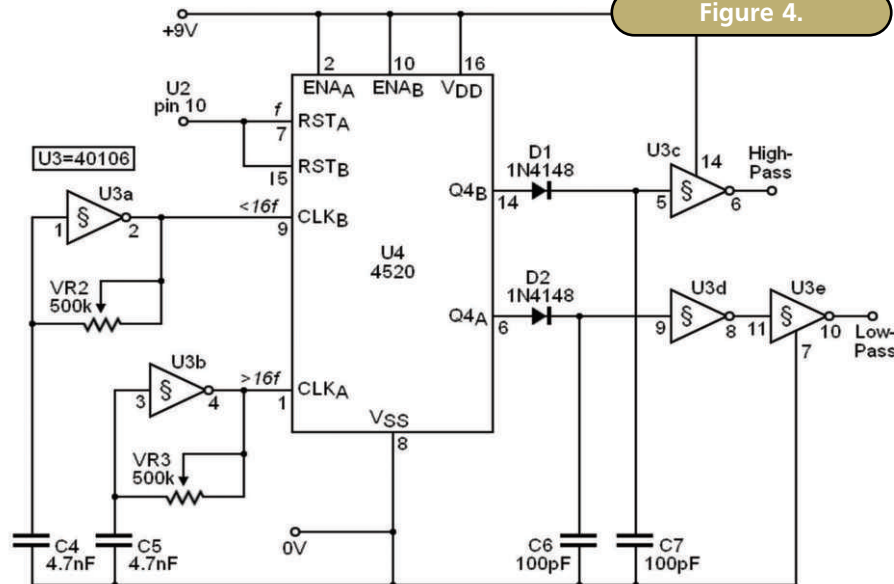 Figure 4.
+9V
2
10
16
ENAA
ENAB
VDD
U2
pin 10
f
7
RSTA
I5
RSTB
U3=40106
U3a
§
1
2
<16f
9
CLKB
VR2
500k
U4
4520
D1
1N4148
Q4B
14
U3c
§
14
5
6
High-
Pass
D2
1N4148
Q4A
6
U3d
§
9
8
U3e
§
11
10
7
Low-
Pass
U3b
§
3
4
>16f
1
CLKA
VR3
500k
VSS
8
0V
C4
4.7nF
C5
4.7nF
C6
100pF
C7
100pF